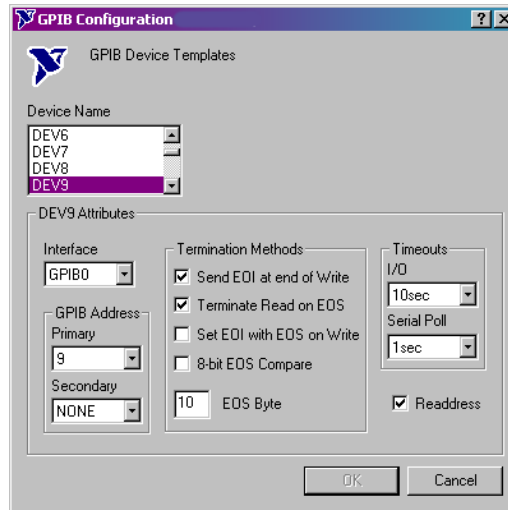 GPIB Configuration
GPIB Device Templates
Device Name
DEV6
DEV7
DEV8
DEV9
DEV9 Attributes
Interface
GPIB0
GPIB Address
Primary
9
Secondary
NONE
Termination Methods
Send EOI at end of Write
Terminate Read on EOS
Set EOI with EOS on Write
8-bit EOS Compare
10 EOS Byte
Timeouts
I/O
10sec
Serial Poll
1sec
Readdress
OK
Cancel